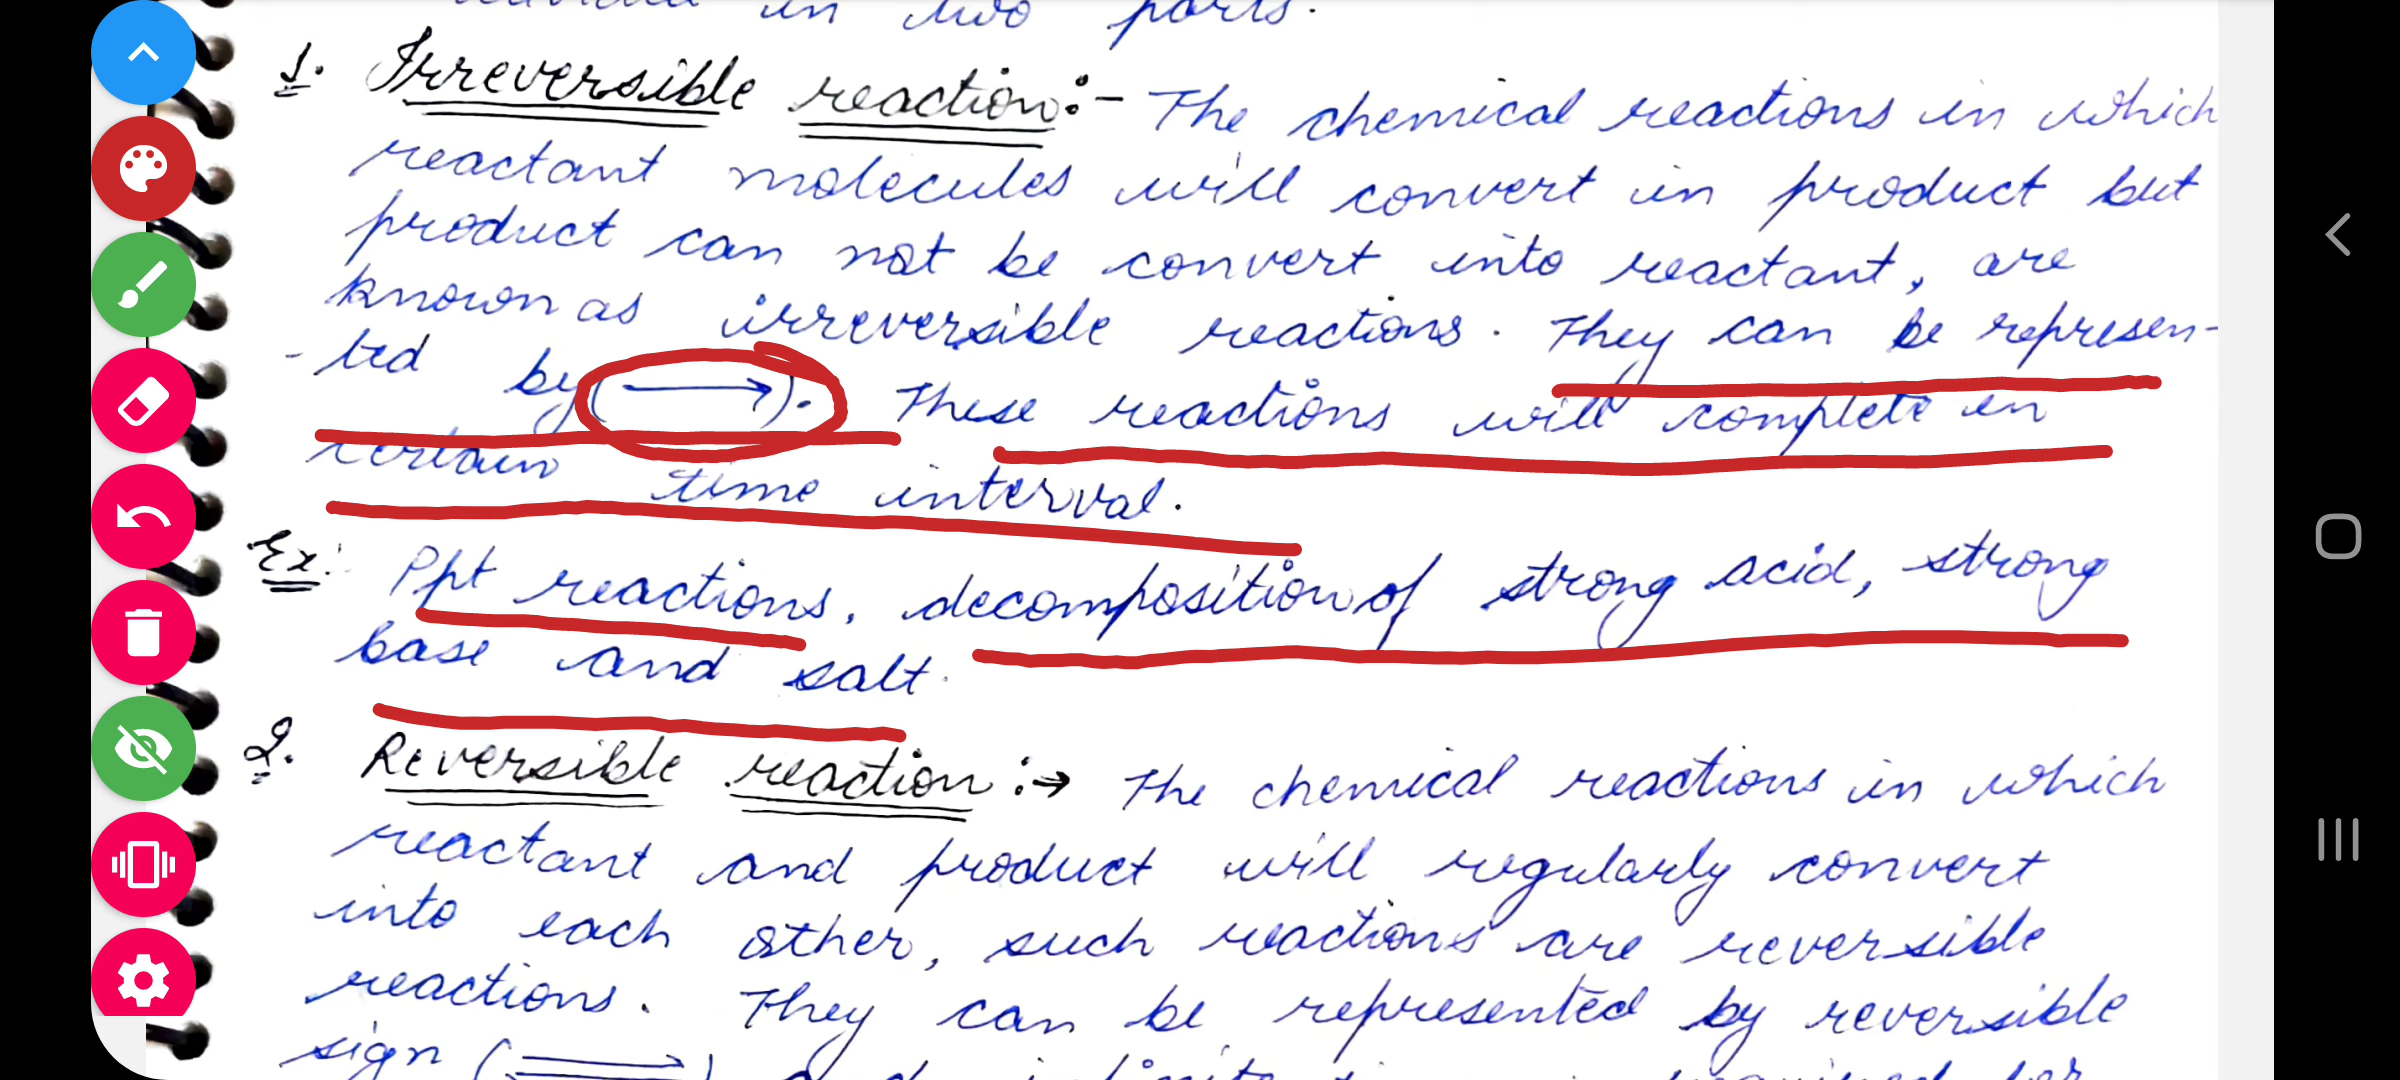 in two parts.
1. Irreversible reaction :- The chemical reactions in which
reactant molecules will convert in product but
product can not be convert into reactant, are
known as irreversible reactions. They can be represen-
-ted by (⟶). These reactions will complete in
certain time interval.
Ex: Ppt reactions, decomposition of strong acid, strong
base and salt.
2. Reversible reaction :→ The chemical reactions in which
reactant and product will regularly convert
into each other, such reactions are reversible
reactions. They can be represented by reversible
sign (⇌)